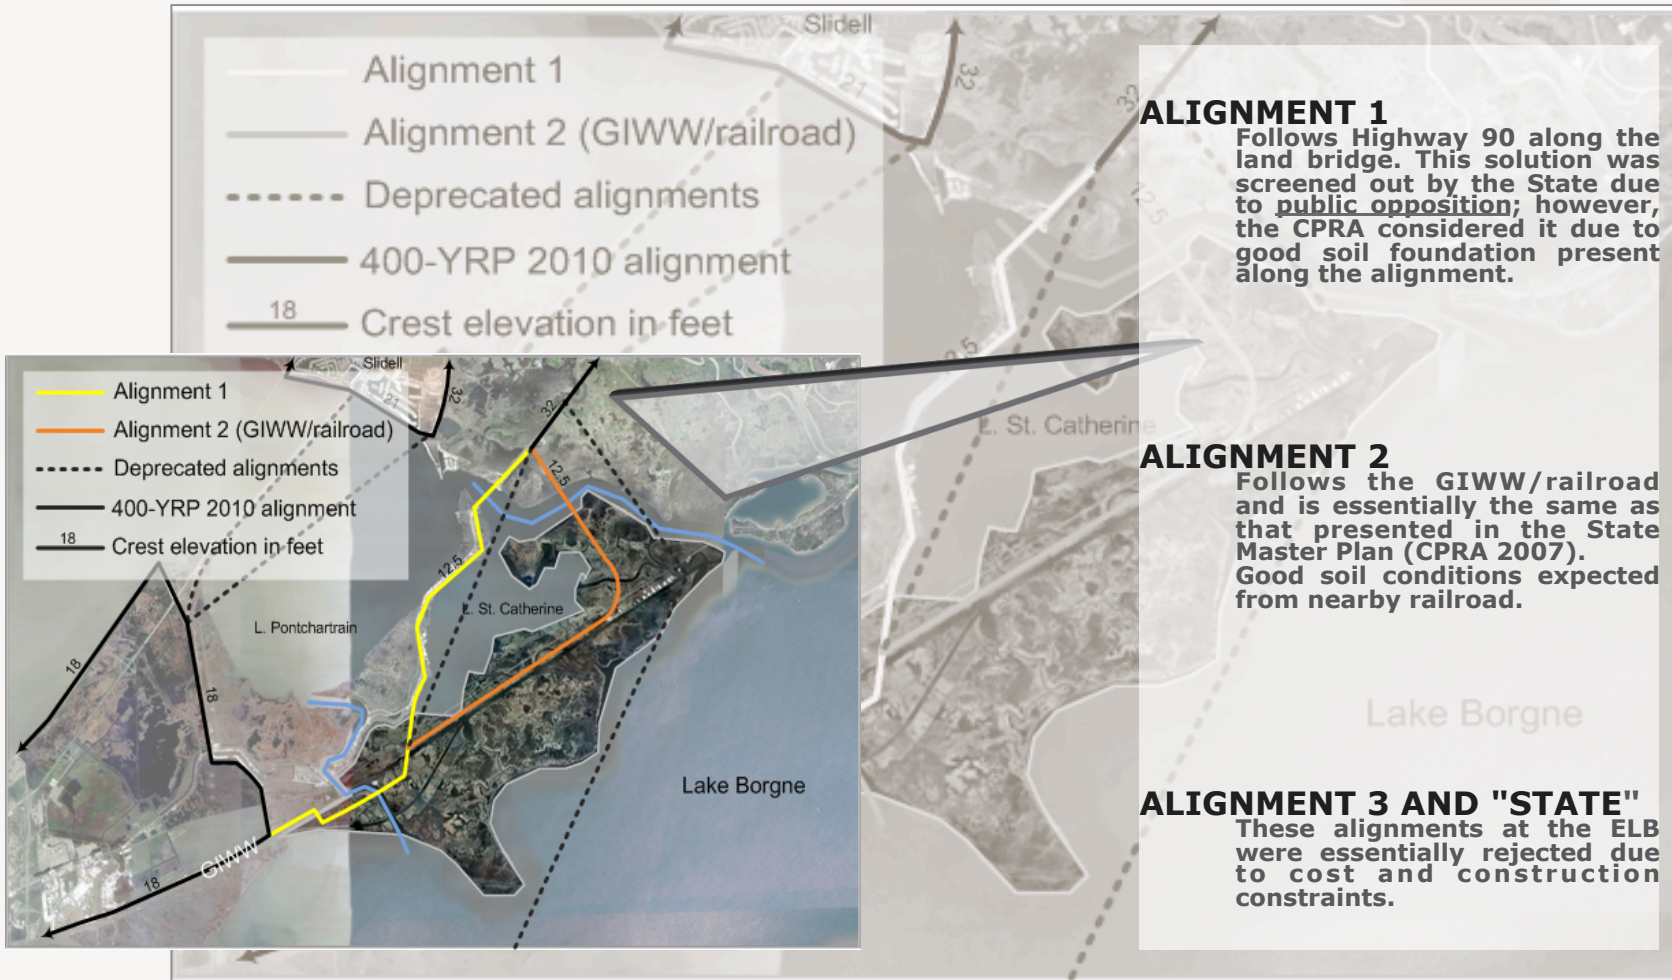 Slidell
Alignment 1
Alignment 2 (GIWW/railroad)
Deprecated alignments
400-YRP 2010 alignment
18
Crest elevation in feet
21
32
32
12.5
L. St. Catherine
Lake Borgne
Slidell
Alignment 1
Alignment 2 (GIWW/railroad)
Deprecated alignments
400-YRP 2010 alignment
18
Crest elevation in feet
21
32
32
12.5
12.5
L. St. Catherine
L. Pontchartrain
18
18
Lake Borgne
GIWW
18
ALIGNMENT 1
Follows Highway 90 along the
land bridge. This solution was
screened out by the State due
to public opposition; however,
the CPRA considered it due to
good soil foundation present
along the alignment.
ALIGNMENT 2
Follows the GIWW/railroad
and is essentially the same as
that presented in the State
Master Plan (CPRA 2007).
Good soil conditions expected
from nearby railroad.
ALIGNMENT 3 AND "STATE"
These alignments at the ELB
were essentially rejected due
to cost and construction
constraints.